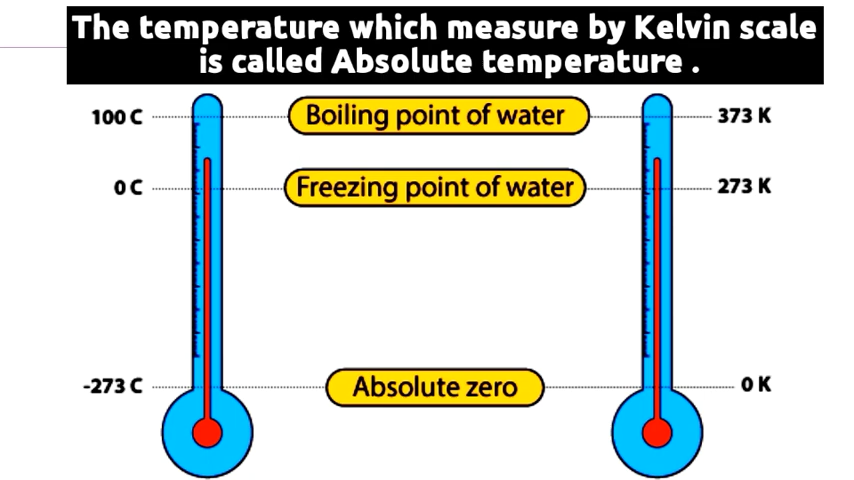 The temperature which measure by Kelvin scale
is called Absolute temperature .
100 C Boiling point of water 373 K
0 C Freezing point of water 273 K
-273 C Absolute zero 0 K